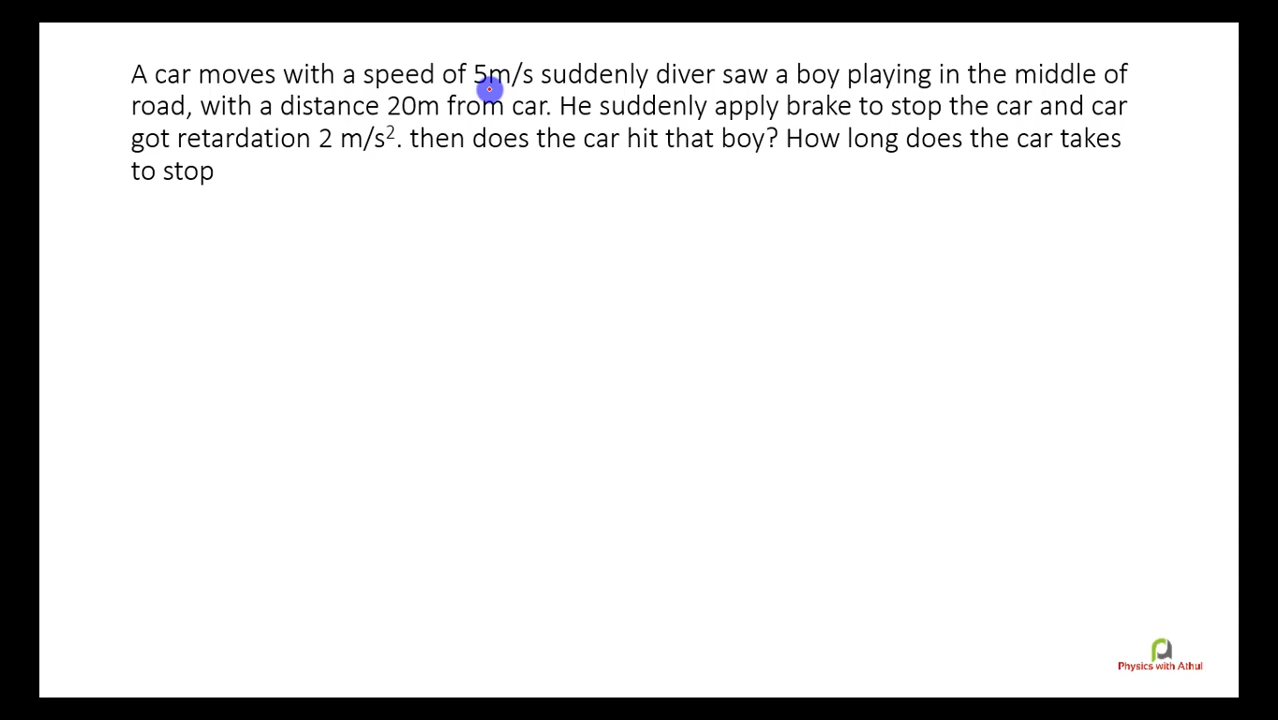 A car moves with a speed of 5m/s suddenly diver saw a boy playing in the middle of
road, with a distance 20m from car. He suddenly apply brake to stop the car and car
got retardation 2 m/s². then does the car hit that boy? How long does the car takes
to stop
Physics with Athul